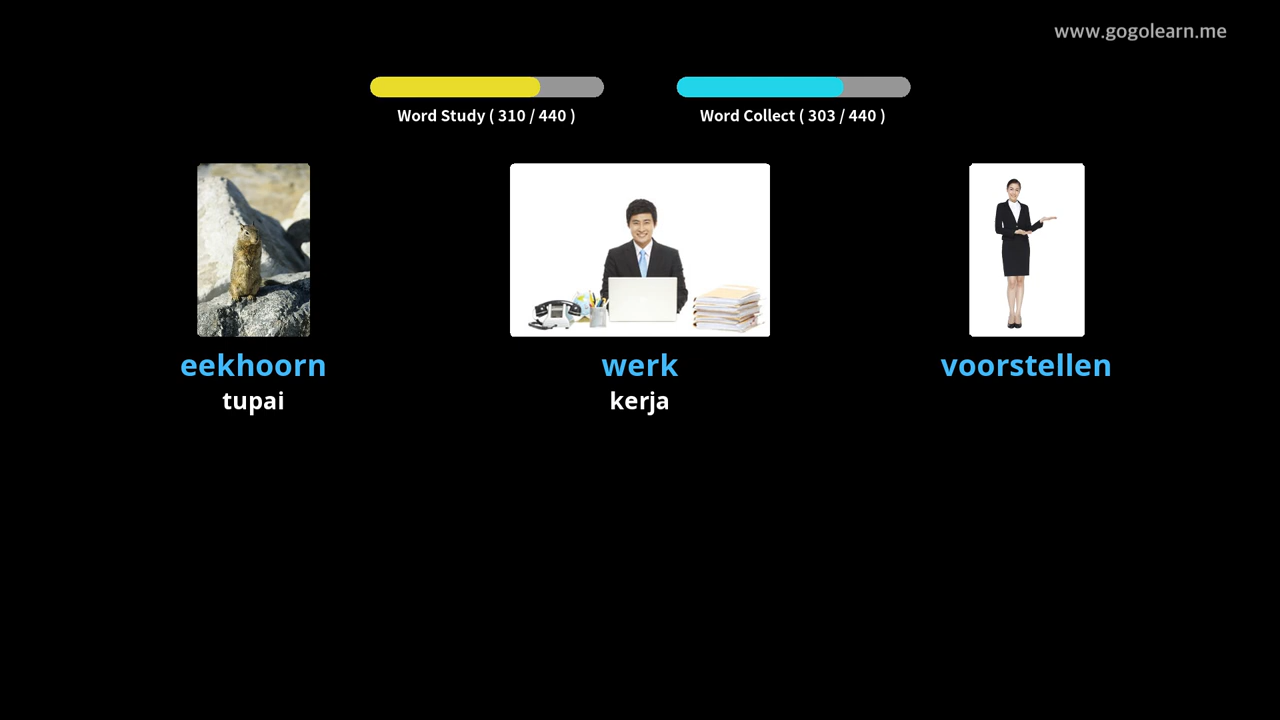 www.gogolearn.me
Word Study ( 310 / 440 )
Word Collect ( 303 / 440 )
eekhoorn
tupai
werk
kerja
voorstellen